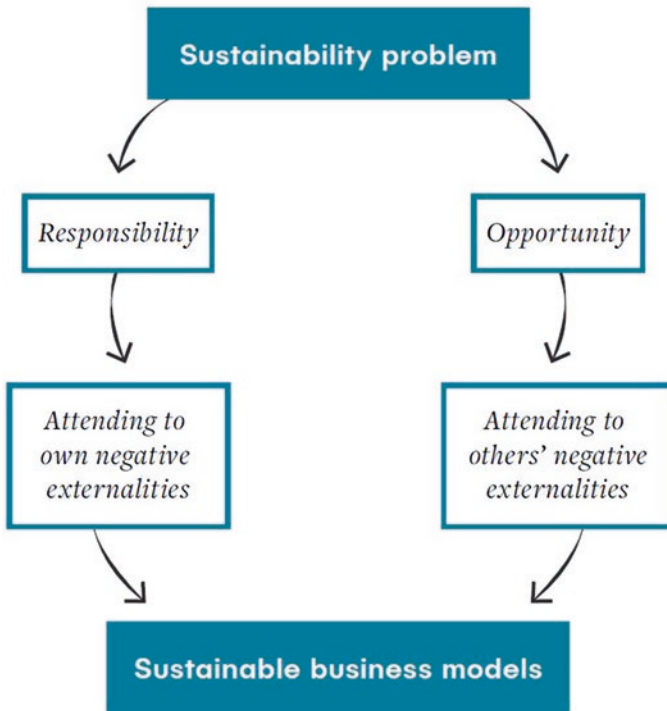 Sustainability problem
Responsibility
Opportunity
Attending to
own negative
externalities
Attending to
others’ negative
externalities
Sustainable business models